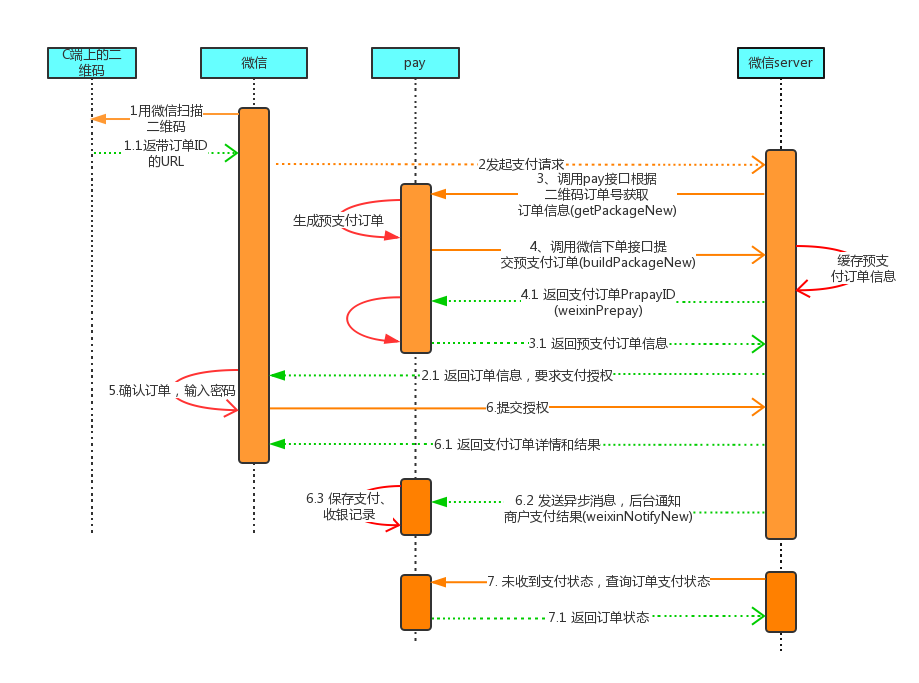 C端上的二
维码
微信
pay
微信server
1用微信扫描
二维码
1.1返带订单ID
的URL
2发起支付请求
3、调用pay接口根据
二维码订单号获取
订单信息(getPackageNew)
生成预支付订单
4、调用微信下单接口提
交预支付订单(buildPackageNew)
缓存预支
付订单信息
4.1 返回支付订单PrapayID
(weixinPrepay)
3.1 返回预支付订单信息
2.1 返回订单信息，要求支付授权
5.确认订单，输入密码
6.提交授权
6.1 返回支付订单详情和结果
6.3 保存支付、
收银记录
6.2 发送异步消息，后台通知
商户支付结果(weixinNotifyNew)
7. 未收到支付状态，查询订单支付状态
7.1 返回订单状态